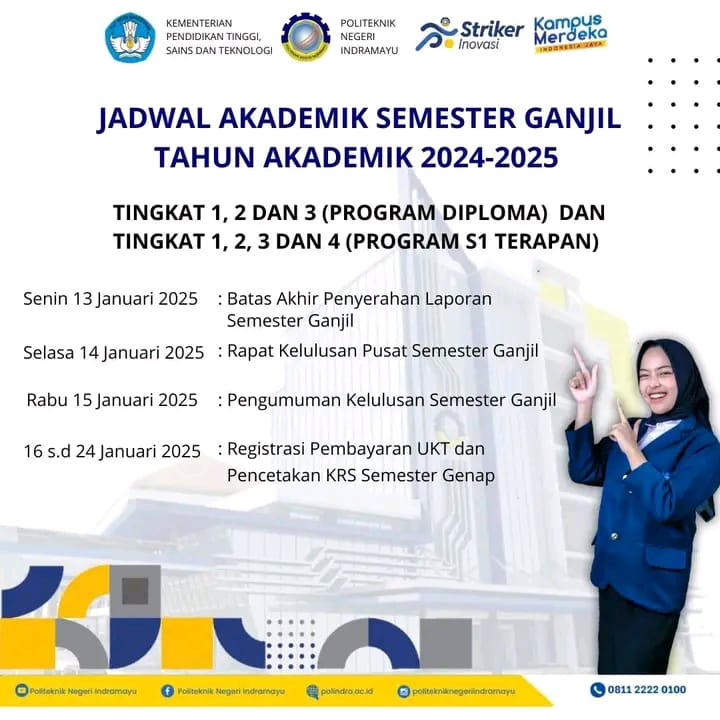 KEMENTERIAN
PENDIDIKAN TINGGI,
SAINS DAN TEKNOLOGI
POLITEKNIK
NEGERI
INDRAMAYU
Striker
Inovasi
Kampus
Merdeka
INDONESIA JAYA
JADWAL AKADEMIK SEMESTER GANJIL
TAHUN AKADEMIK 2024-2025
TINGKAT 1, 2 DAN 3 (PROGRAM DIPLOMA) DAN
TINGKAT 1, 2, 3 DAN 4 (PROGRAM S1 TERAPAN)
Senin 13 Januari 2025 : Batas Akhir Penyerahan Laporan
Semester Ganjil
Selasa 14 Januari 2025 : Rapat Kelulusan Pusat Semester Ganjil
Rabu 15 Januari 2025 : Pengumuman Kelulusan Semester Ganjil
16 s.d 24 Januari 2025 : Registrasi Pembayaran UKT dan
Pencetakan KRS Semester Genap
Politeknik Negeri Indramayu Politeknik Negeri Indramayu polindra.ac.id politekniknegeriindramayu 0811 2222 0100